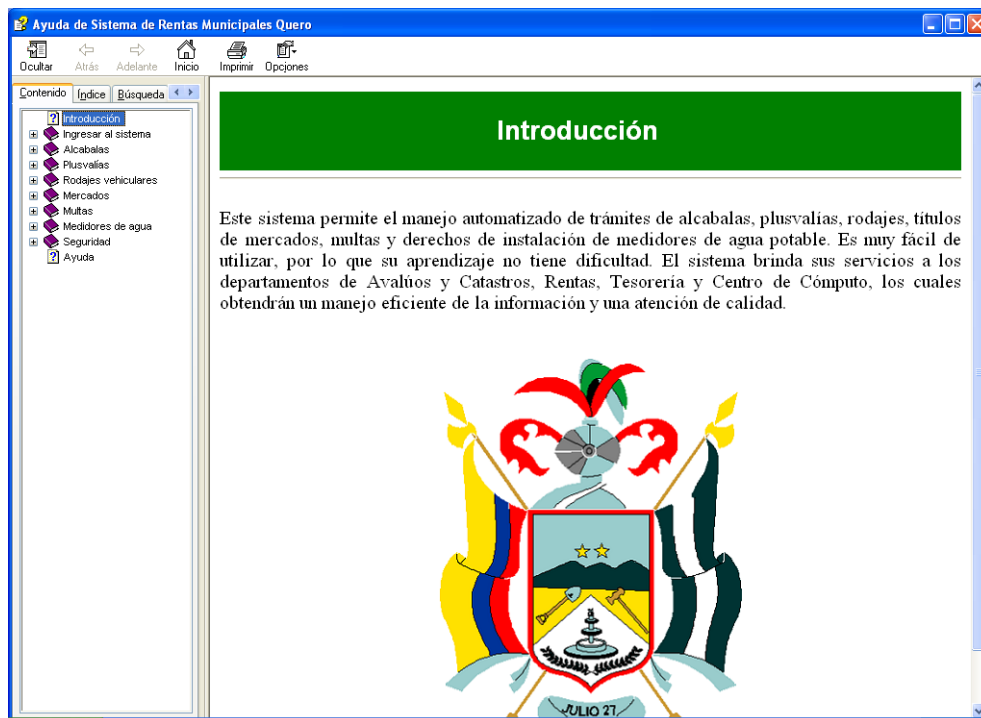 Ayuda de Sistema de Rentas Municipales Quero
Ocultar Atrás Adelante Inicio Imprimir Opciones
Contenido Índice Búsqueda
Introducción
Ingresar al sistema
Alcabalas
Plusvalías
Rodajes vehiculares
Mercados
Multas
Medidores de agua
Seguridad
Ayuda
Introducción
Este sistema permite el manejo automatizado de trámites de alcabalas, plusvalías, rodajes, títulos
de mercados, multas y derechos de instalación de medidores de agua potable. Es muy fácil de
utilizar, por lo que su aprendizaje no tiene dificultad. El sistema brinda sus servicios a los
departamentos de Avalúos y Catastros, Rentas, Tesorería y Centro de Cómputo, los cuales
obtendrán un manejo eficiente de la información y una atención de calidad.
JULIO 27